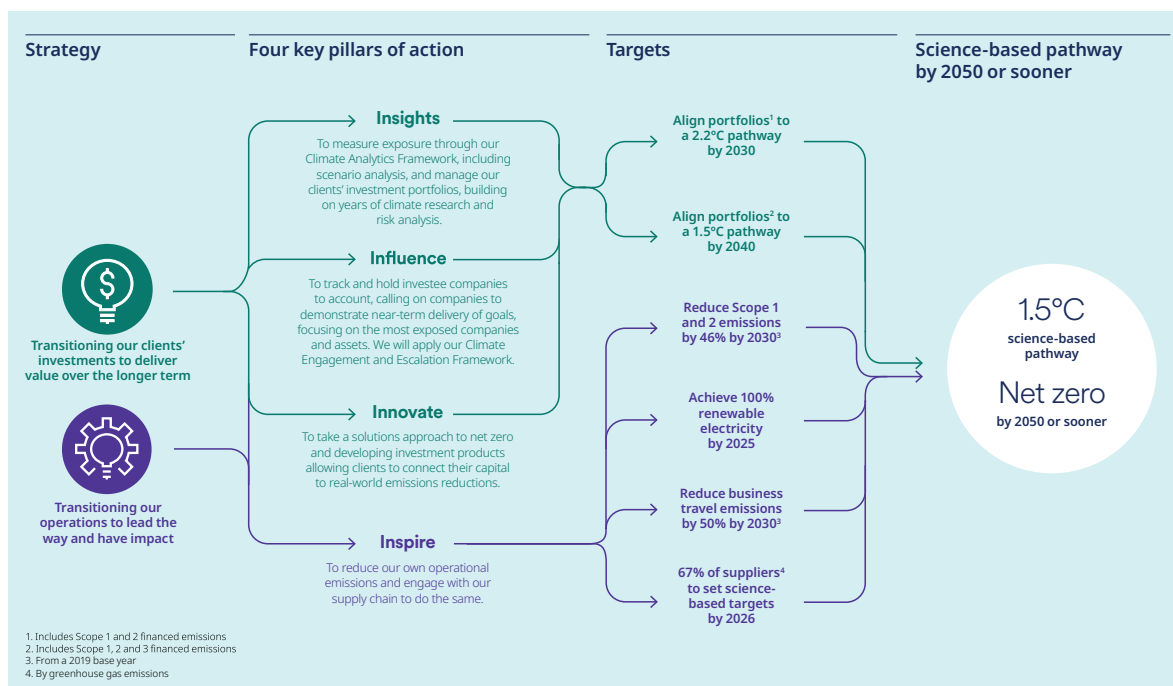 Strategy
Four key pillars of action
Targets
Science-based pathway
by 2050 or sooner
Transitioning our clients’
investments to deliver
value over the longer term
Transitioning our
operations to lead the
way and have impact
Insights
To measure exposure through our
Climate Analytics Framework, including
scenario analysis, and manage our
clients’ investment portfolios, building
on years of climate research and
risk analysis.
Influence
To track and hold investee companies
to account, calling on companies to
demonstrate near-term delivery of goals,
focusing on the most exposed companies
and assets. We will apply our Climate
Engagement and Escalation Framework.
Innovate
To take a solutions approach to net zero
and developing investment products
allowing clients to connect their capital
to real-world emissions reductions.
Inspire
To reduce our own operational
emissions and engage with our
supply chain to do the same.
Align portfolios¹ to
a 2.2°C pathway
by 2030
Align portfolios² to
a 1.5°C pathway
by 2040
Reduce Scope 1
and 2 emissions
by 46% by 2030³
Achieve 100%
renewable
electricity
by 2025
Reduce business
travel emissions
by 50% by 2030³
67% of suppliers⁴
to set science-
based targets
by 2026
1.5°C
science-based
pathway
Net zero
by 2050 or sooner
1. Includes Scope 1 and 2 financed emissions
2. Includes Scope 1, 2 and 3 financed emissions
3. From a 2019 base year
4. By greenhouse gas emissions